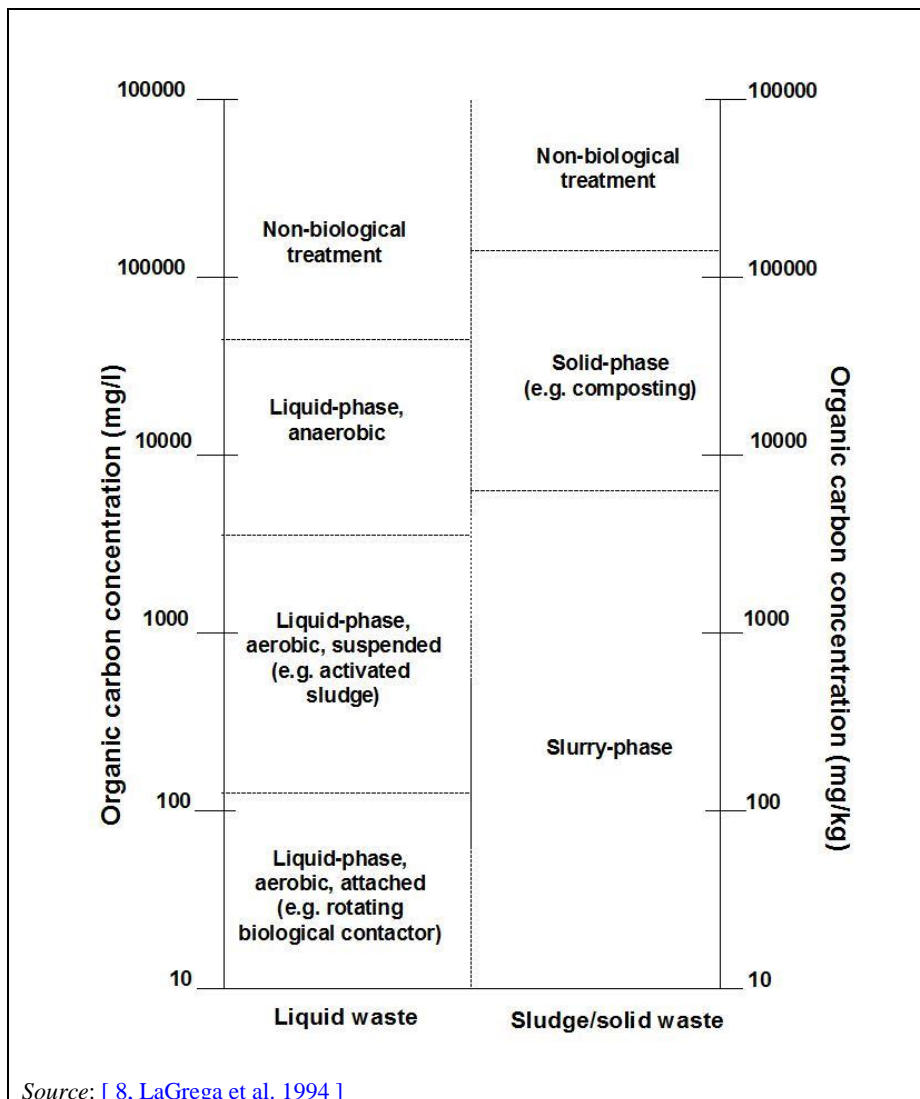 100000
100000
10000
1000
100
10
Organic carbon concentration (mg/l)
Non-biological
treatment
Liquid-phase,
anaerobic
Liquid-phase,
aerobic, suspended
(e.g. activated
sludge)
Liquid-phase,
aerobic, attached
(e.g. rotating
biological contactor)
Non-biological
treatment
Solid-phase
(e.g. composting)
Slurry-phase
100000
100000
10000
1000
100
10
Organic carbon concentration (mg/kg)
Liquid waste
Sludge/solid waste
Source: [ 8, LaGrega et al. 1994 ]